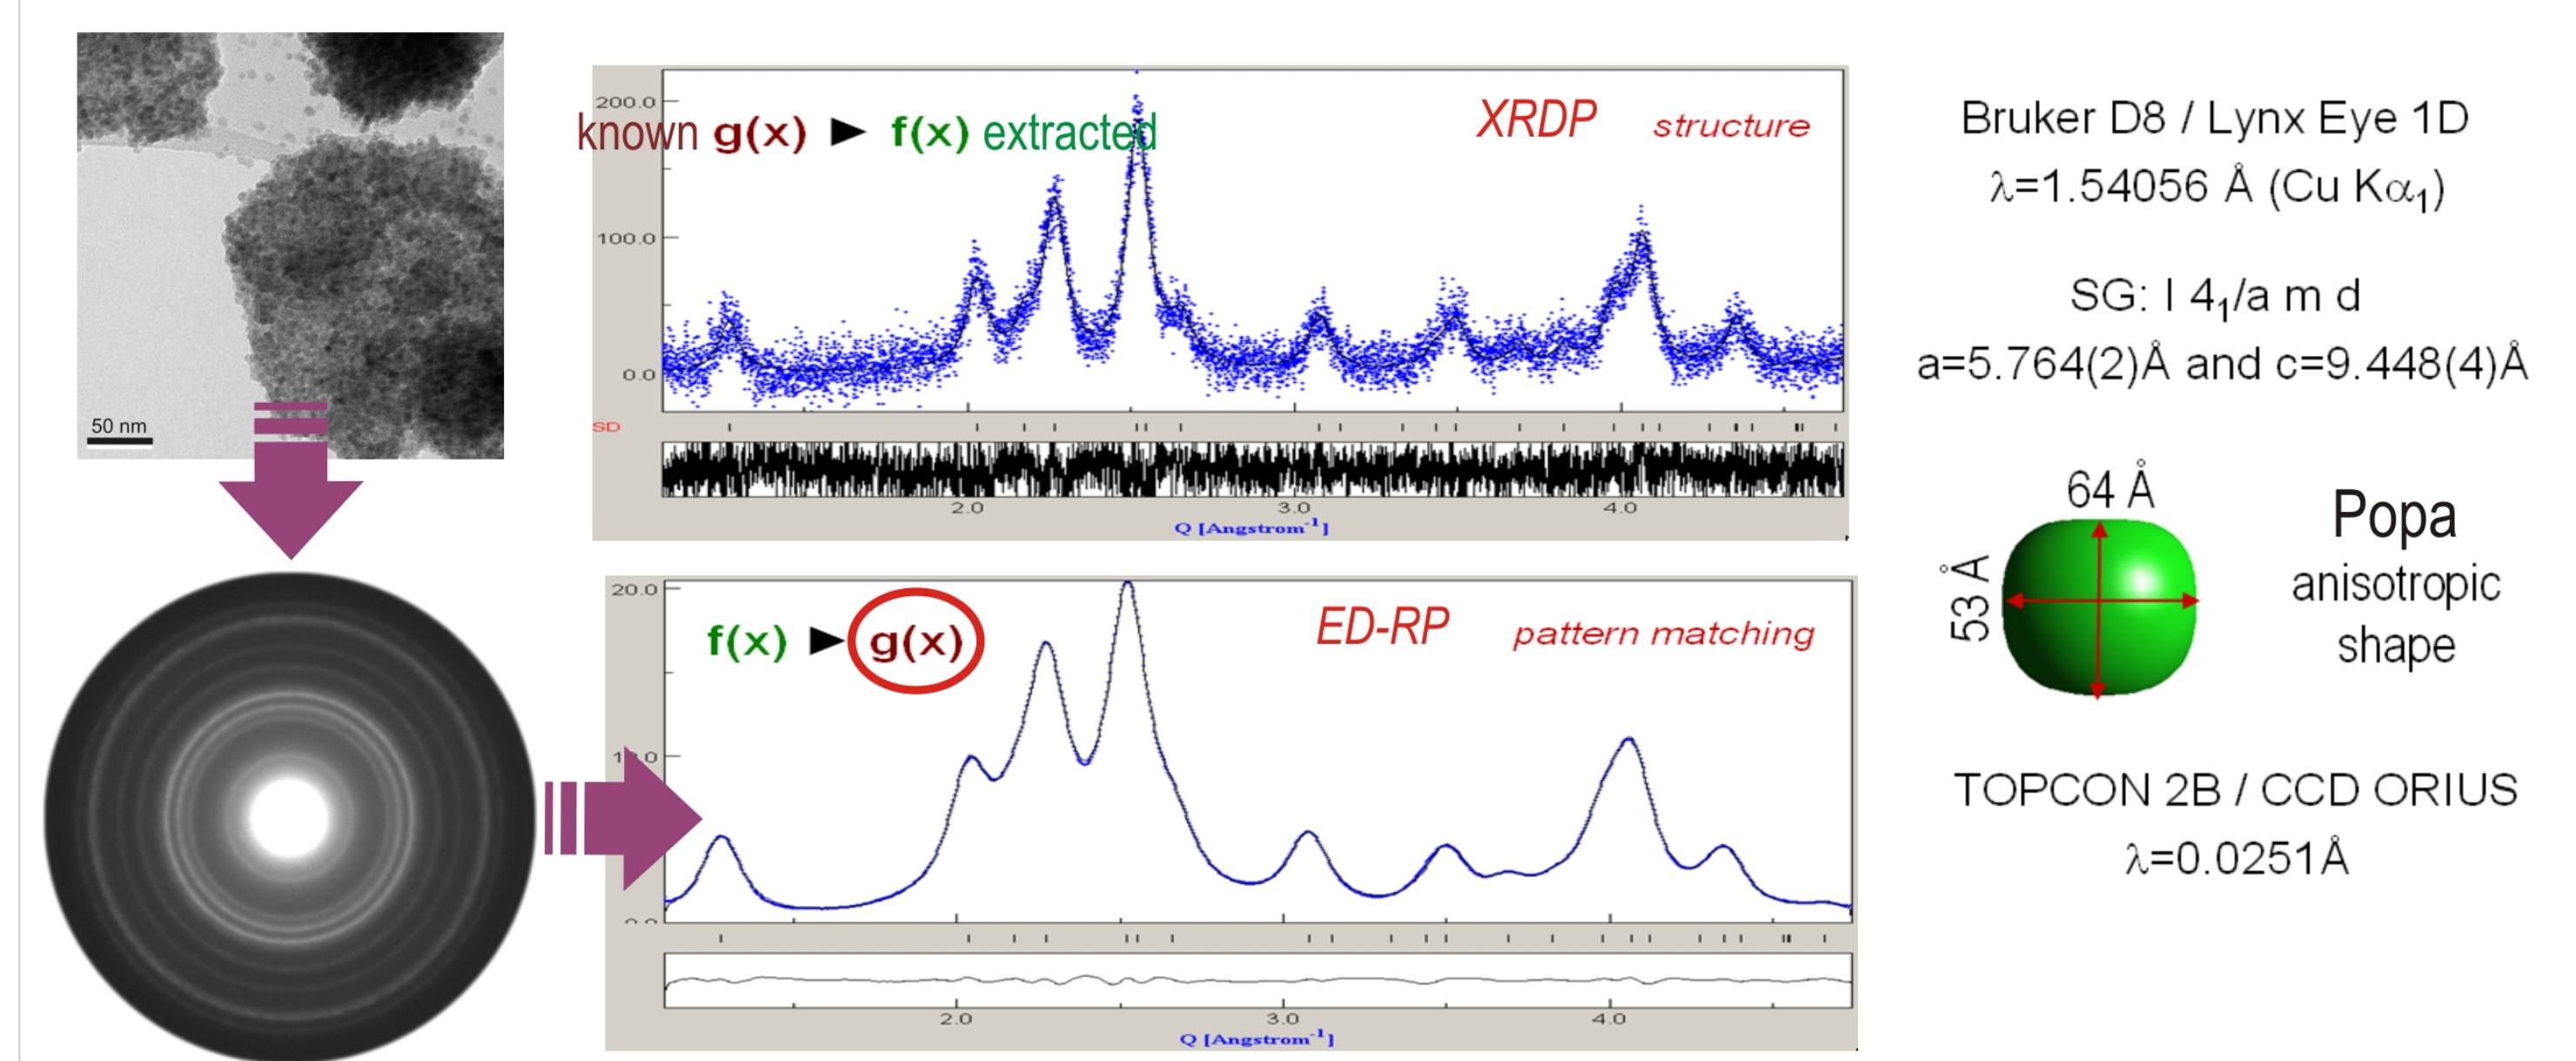 50 nm
known g(x) ► f(x) extracted
XRDP structure
200.0
100.0
0.0
SD
2.0 3.0 4.0
Q [Angstrom⁻¹]
f(x) ► g(x)
ED-RP pattern matching
20.0
2.0 3.0 4.0
Q [Angstrom⁻¹]
Bruker D8 / Lynx Eye 1D
λ=1.54056 Å (Cu Kα₁)
SG: I 4₁/a m d
a=5.764(2)Å and c=9.448(4)Å
64 Å
53 Å
Popa
anisotropic
shape
TOPCON 2B / CCD ORIUS
λ=0.0251Å